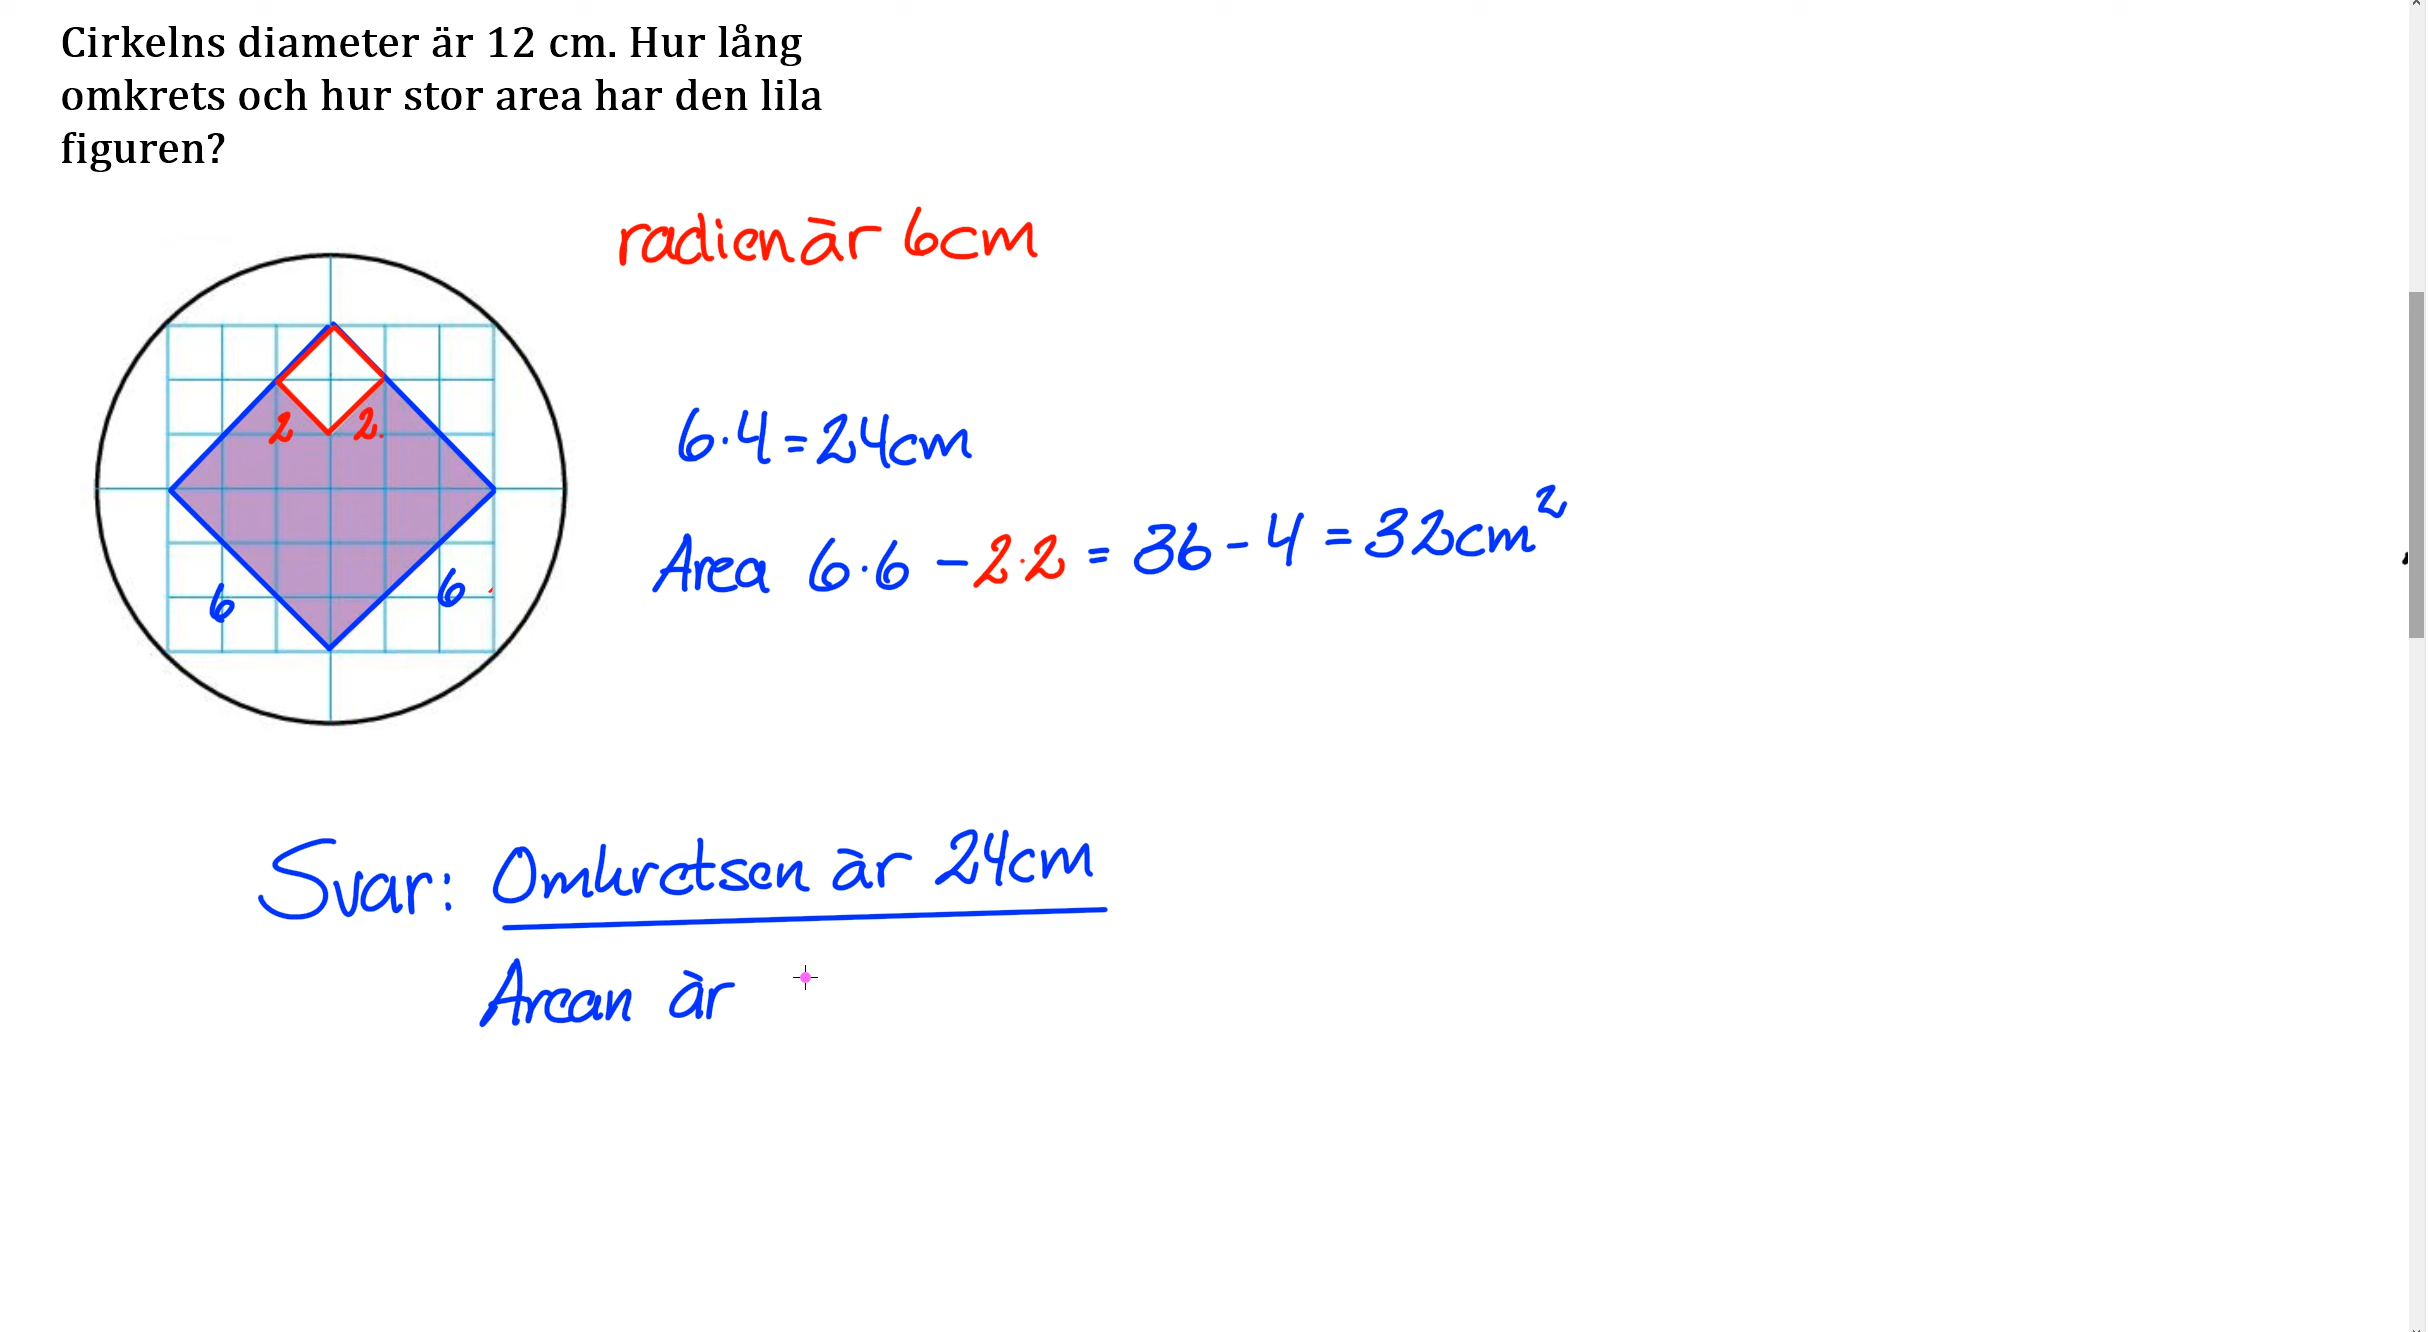 Cirkelns diameter är 12 cm. Hur lång
omkrets och hur stor area har den lila
figuren?
radien är 6cm
2 2.
6 6
6·4=24cm
Area 6·6 -2·2 = 36-4 = 32cm²
Svar: Omkretsen är 24cm
Arean är